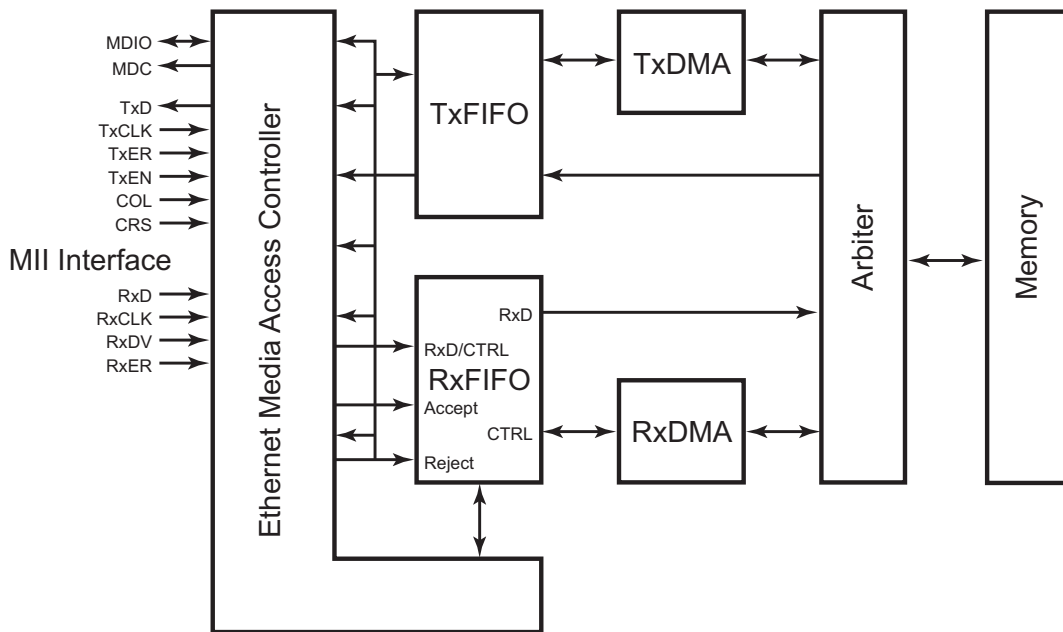 MDIO
MDC
TxD
TxCLK
TxER
TxEN
COL
CRS
MII Interface
RxD
RxCLK
RxDV
RxER
Ethernet Media Access Controller
TxFIFO
TxDMA
RxD
RxD/CTRL
RxFIFO
Accept
CTRL
Reject
RxDMA
Arbiter
Memory